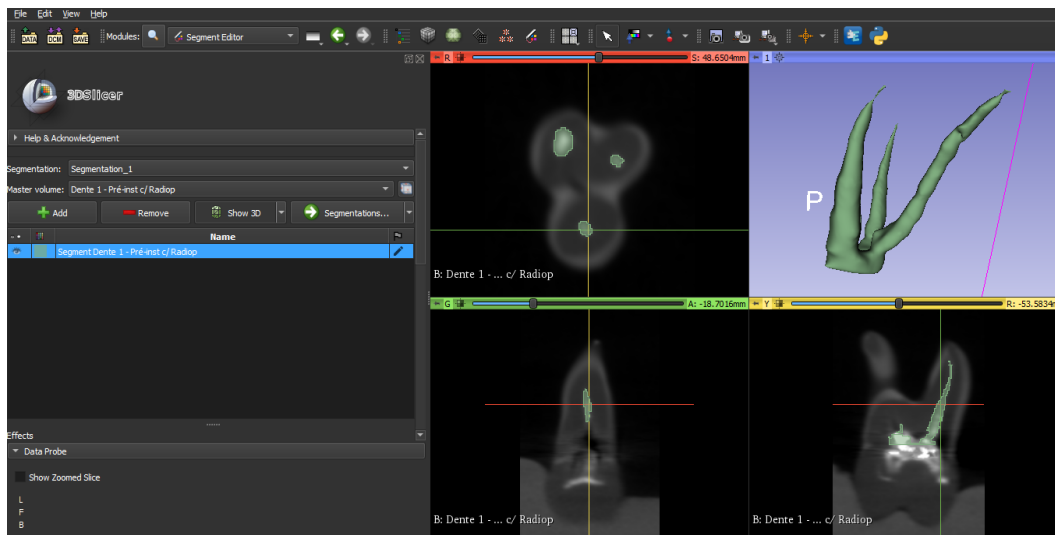 File Edit View Help
DATA DCM SAVE Modules: Segment Editor
R S: 48.6504mm 1
3DSlicer
Help & Acknowledgement
Segmentation: Segmentation_1
Master volume: Dente 1 - Pré-inst c/ Radiop
Add Remove Show 3D Segmentations...
Name
Segment Dente 1 - Pré-inst c/ Radiop
P
B: Dente 1 - ... c/ Radiop
G A: -18.7016mm Y R: -53.5834m
Effects
Data Probe
Show Zoomed Slice
L
F
B
B: Dente 1 - ... c/ Radiop
B: Dente 1 - ... c/ Radiop